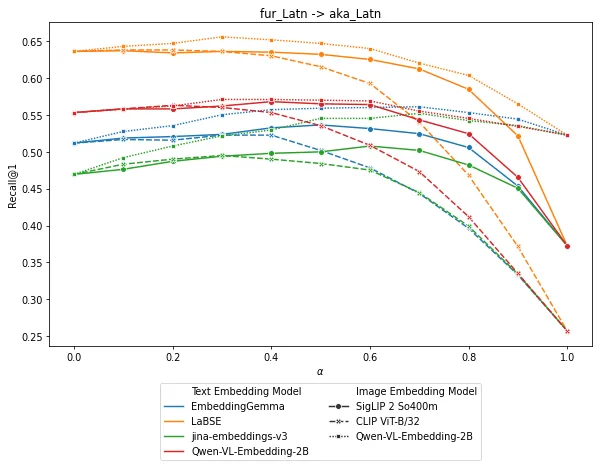 fur_Latn -> aka_Latn
Recall@1
0.65
0.60
0.55
0.50
0.45
0.40
0.35
0.30
0.25
0.0 0.2 0.4 0.6 0.8 1.0
α
Text Embedding Model
EmbeddingGemma
LaBSE
jina-embeddings-v3
Qwen-VL-Embedding-2B
Image Embedding Model
SigLIP 2 So400m
CLIP ViT-B/32
Qwen-VL-Embedding-2B